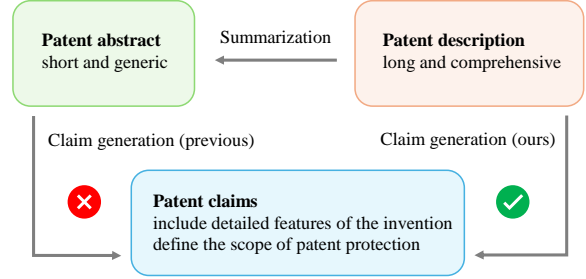 Patent abstract
short and generic
Summarization
Patent description
long and comprehensive
Claim generation (previous)
Claim generation (ours)
Patent claims
include detailed features of the invention
define the scope of patent protection